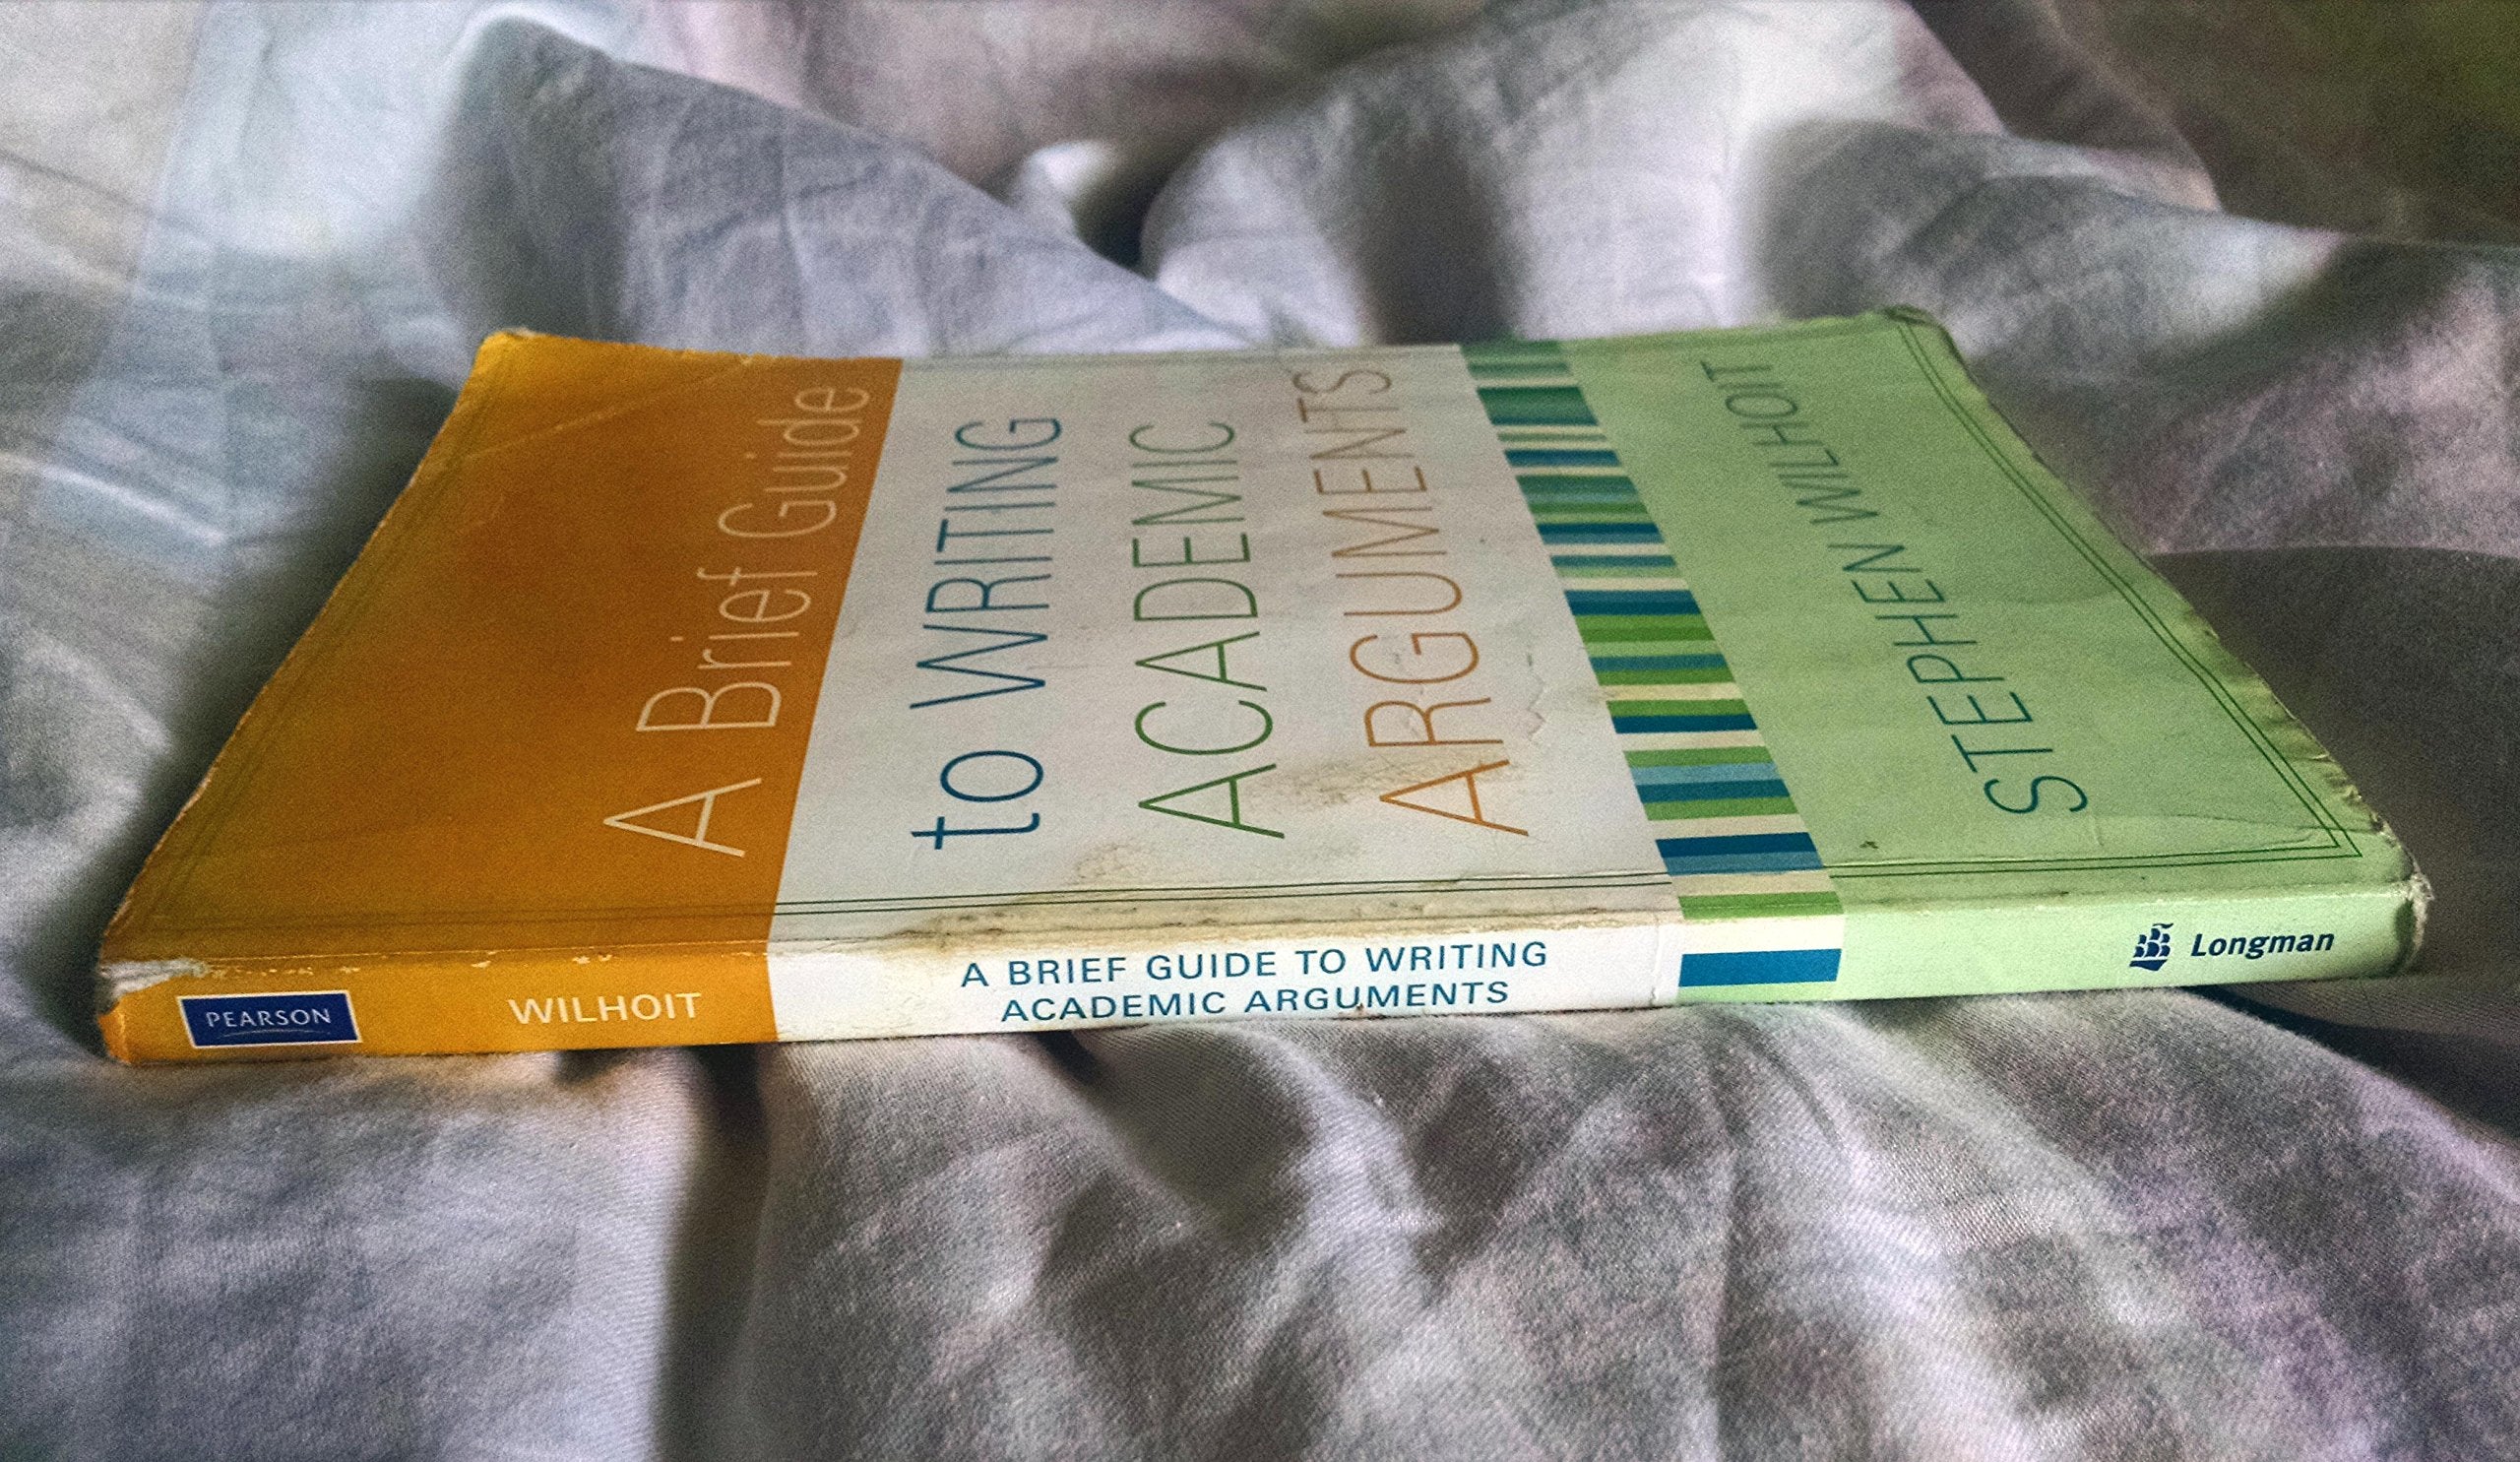 A Brief Guide
to WRITING
ACADEMIC
ARGUMENTS
STEPHEN WILHOIT
PEARSON
WILHOIT
A BRIEF GUIDE TO WRITING
ACADEMIC ARGUMENTS
Longman